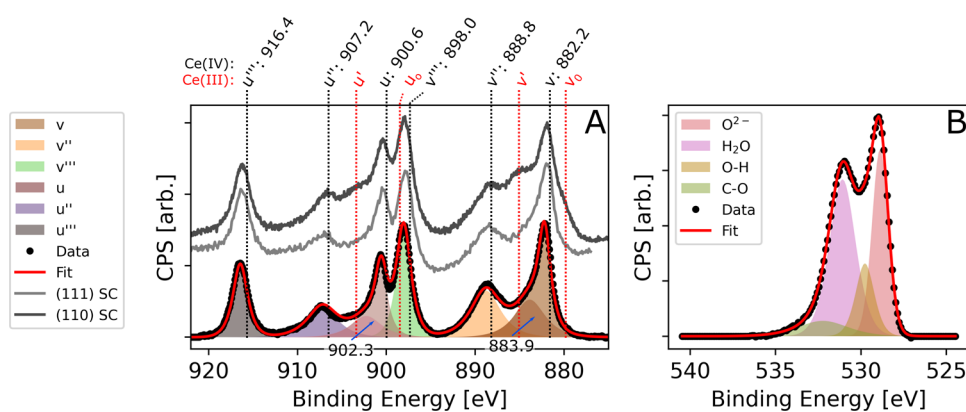 u''': 916.4
u'': 907.2
u: 900.6
v''': 898.0
v'': 888.8
v: 882.2
Ce(IV):
Ce(III):
u'
uₒ
v'
v₀
v
v''
v'''
u
u''
u'''
Data
Fit
(111) SC
(110) SC
CPS [arb.]
A
902.3
883.9
920
910
900
890
880
Binding Energy [eV]
O²⁻
H₂O
O-H
C-O
Data
Fit
CPS [arb.]
B
540
535
530
525
Binding Energy [eV]